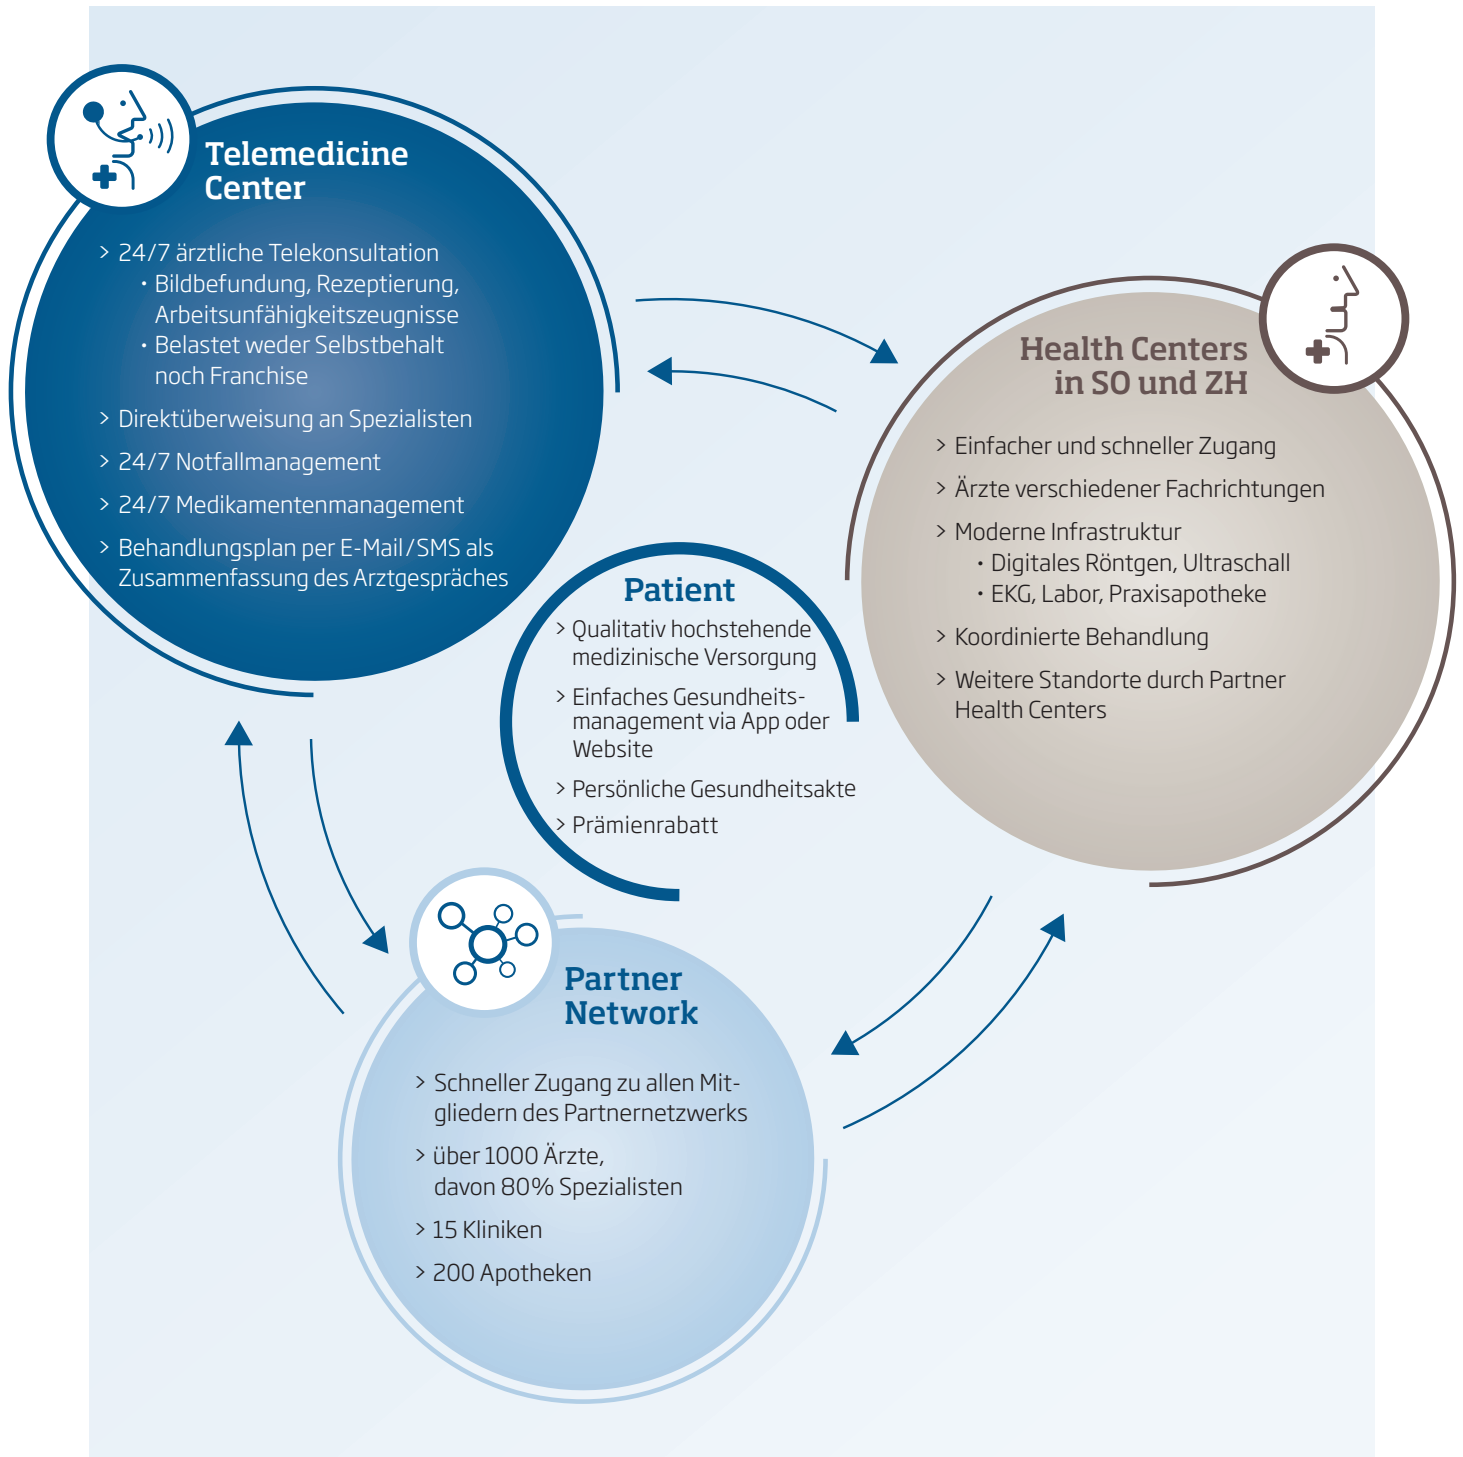 Telemedicine
Center
> 24/7 ärztliche Telekonsultation
• Bildbefundung, Rezeptierung,
Arbeitsunfähigkeitszeugnisse
• Belastet weder Selbstbehalt
noch Franchise
> Direktüberweisung an Spezialisten
> 24/7 Notfallmanagement
> 24/7 Medikamentenmanagement
> Behandlungsplan per E-Mail/SMS als
Zusammenfassung des Arztgespräches
Health Centers
in SO und ZH
> Einfacher und schneller Zugang
> Ärzte verschiedener Fachrichtungen
> Moderne Infrastruktur
• Digitales Röntgen, Ultraschall
• EKG, Labor, Praxisapotheke
> Koordinierte Behandlung
> Weitere Standorte durch Partner
Health Centers
Patient
> Qualitativ hochstehende
medizinische Versorgung
> Einfaches Gesundheits-
management via App oder
Website
> Persönliche Gesundheitsakte
> Prämienrabatt
Partner
Network
> Schneller Zugang zu allen Mit-
gliedern des Partnernetzwerks
> über 1000 Ärzte,
davon 80% Spezialisten
> 15 Kliniken
> 200 Apotheken